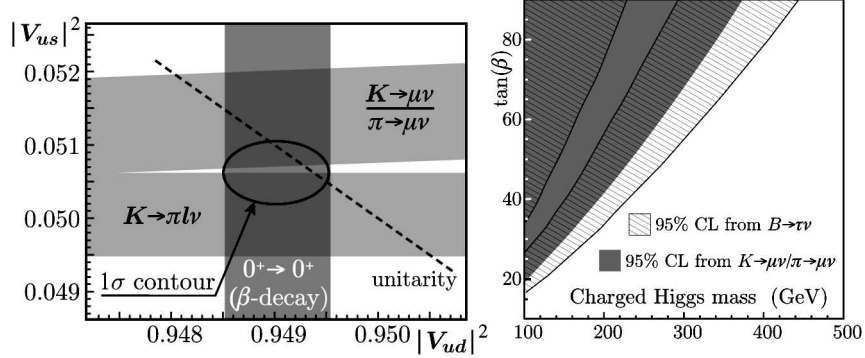 |V_us|²
0.052
0.051
0.050
0.049
K→μν
π→μν
K→πlν
1σ contour
0⁺→ 0⁺
(β-decay)
unitarity
0.948
0.949
0.950
|V_ud|²
tan(β)
80
60
40
20
95% CL from B→τν
95% CL from K→μν/π→μν
Charged Higgs mass (GeV)
100
200
300
400
500